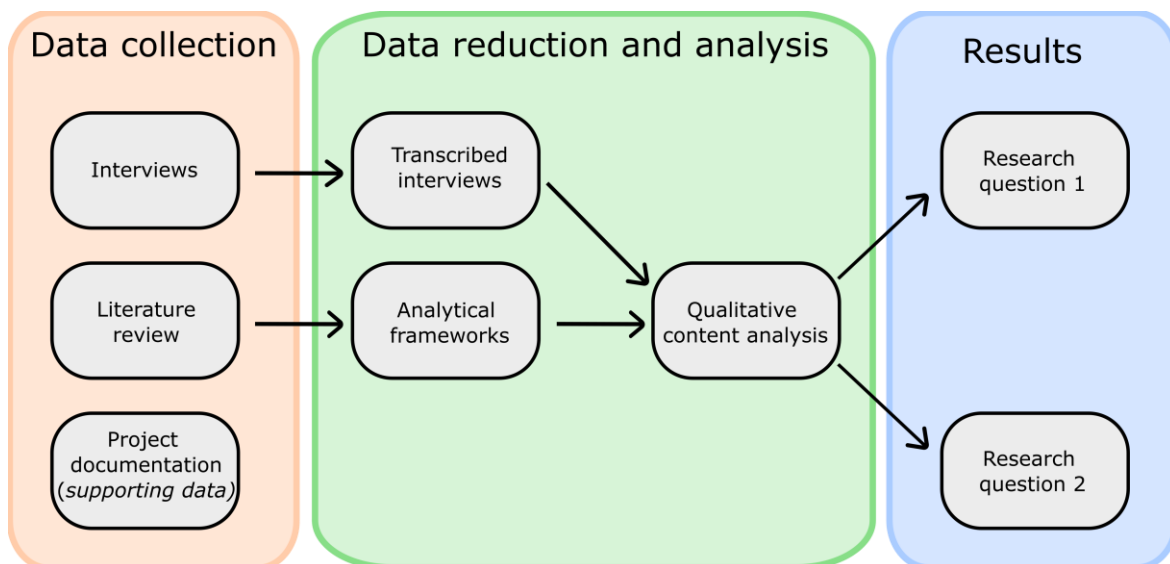 Data collection
Interviews
Literature
review
Project
documentation
(supporting data)
Data reduction and analysis
Transcribed
interviews
Analytical
frameworks
Qualitative
content analysis
Results
Research
question 1
Research
question 2